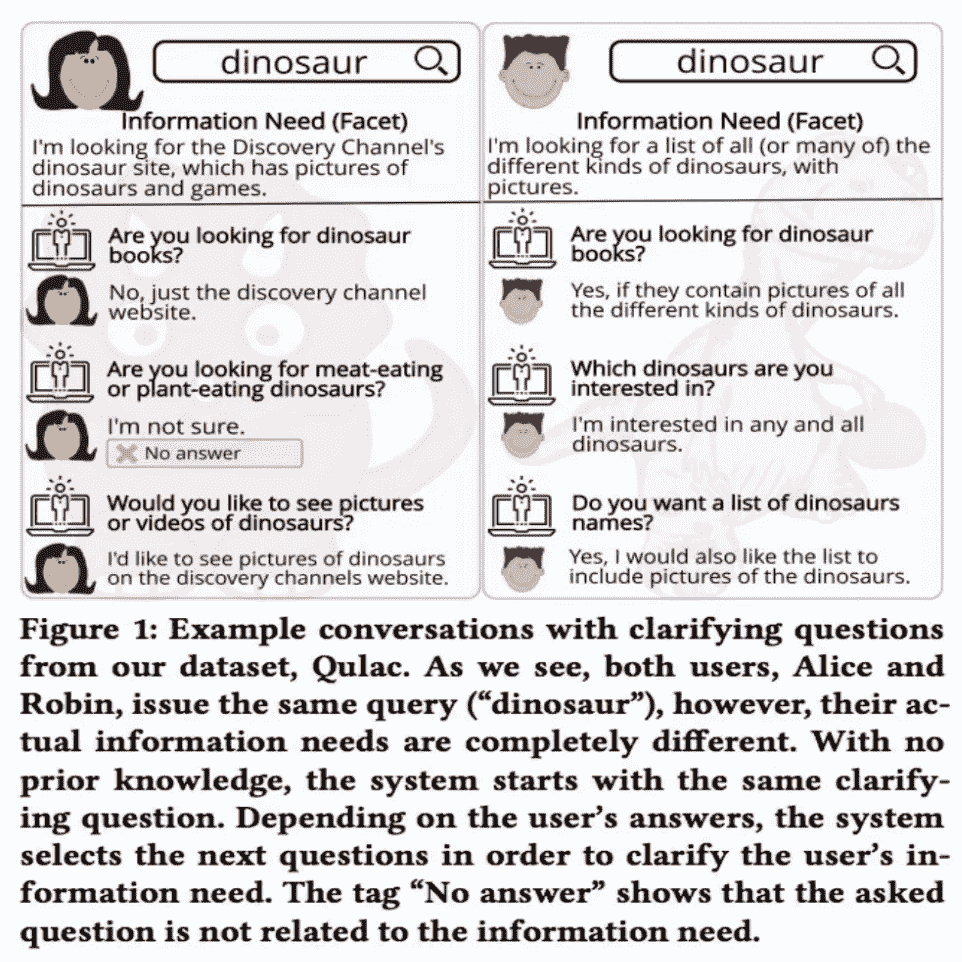 dinosaur
Information Need (Facet)
I'm looking for the Discovery Channel's
dinosaur site, which has pictures of
dinosaurs and games.
Are you looking for dinosaur
books?
No, just the discovery channel
website.
Are you looking for meat-eating
or plant-eating dinosaurs?
I'm not sure.
No answer
Would you like to see pictures
or videos of dinosaurs?
I'd like to see pictures of dinosaurs
on the discovery channels website.
dinosaur
Information Need (Facet)
I'm looking for a list of all (or many of) the
different kinds of dinosaurs, with
pictures.
Are you looking for dinosaur
books?
Yes, if they contain pictures of all
the different kinds of dinosaurs.
Which dinosaurs are you
interested in?
I'm interested in any and all
dinosaurs.
Do you want a list of dinosaurs
names?
Yes, I would also like the list to
include pictures of the dinosaurs.
Figure 1: Example conversations with clarifying questions
from our dataset, Qulac. As we see, both users, Alice and
Robin, issue the same query (“dinosaur”), however, their ac-
tual information needs are completely different. With no
prior knowledge, the system starts with the same clarify-
ing question. Depending on the user’s answers, the system
selects the next questions in order to clarify the user’s in-
formation need. The tag “No answer” shows that the asked
question is not related to the information need.